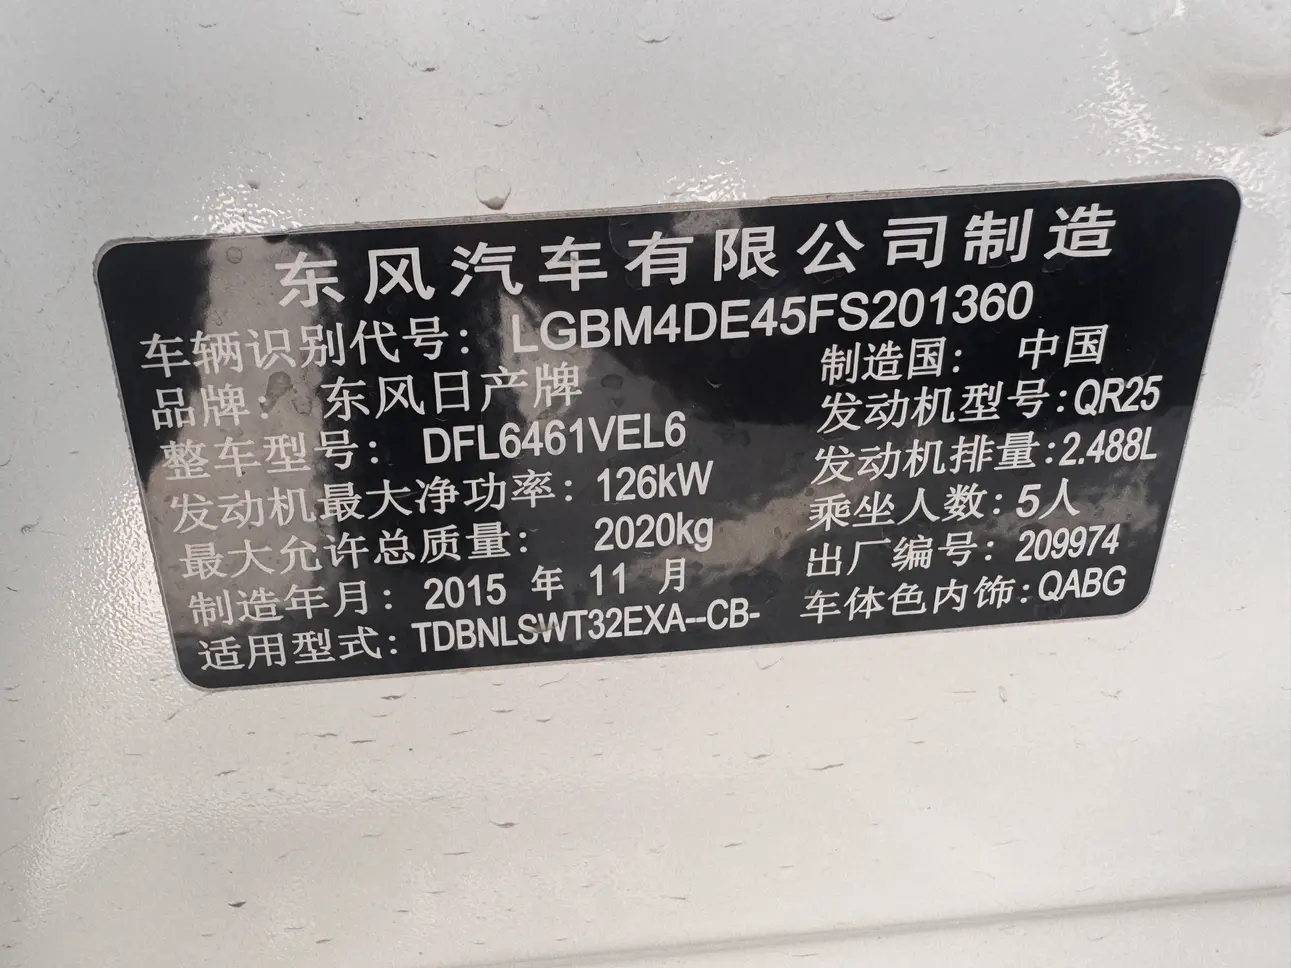 东风汽车有限公司制造
车辆识别代号: LGBM4DE45FS201360
品牌: 东风日产牌 制造国: 中国
整车型号: DFL6461VEL6 发动机型号:QR25
发动机最大净功率: 126kW 发动机排量:2.488L
最大允许总质量: 2020kg 乘坐人数: 5人
制造年月: 2015 年 11 月 出厂编号: 209974
适用型式: TDBNLSWT32EXA--CB- 车体色内饰:QABG